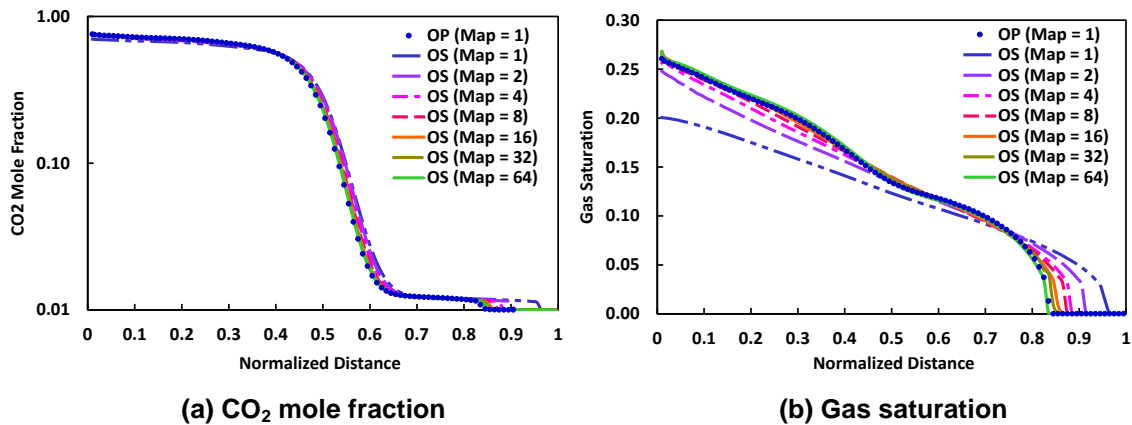 1.00
0.10
0.01
CO2 Mole Fraction
0 0.1 0.2 0.3 0.4 0.5 0.6 0.7 0.8 0.9 1
Normalized Distance
OP (Map = 1)
OS (Map = 1)
OS (Map = 2)
OS (Map = 4)
OS (Map = 8)
OS (Map = 16)
OS (Map = 32)
OS (Map = 64)
(a) CO₂ mole fraction
0.30
0.25
0.20
0.15
0.10
0.05
0.00
Gas Saturation
0 0.1 0.2 0.3 0.4 0.5 0.6 0.7 0.8 0.9 1
Normalized Distance
OP (Map = 1)
OS (Map = 1)
OS (Map = 2)
OS (Map = 4)
OS (Map = 8)
OS (Map = 16)
OS (Map = 32)
OS (Map = 64)
(b) Gas saturation